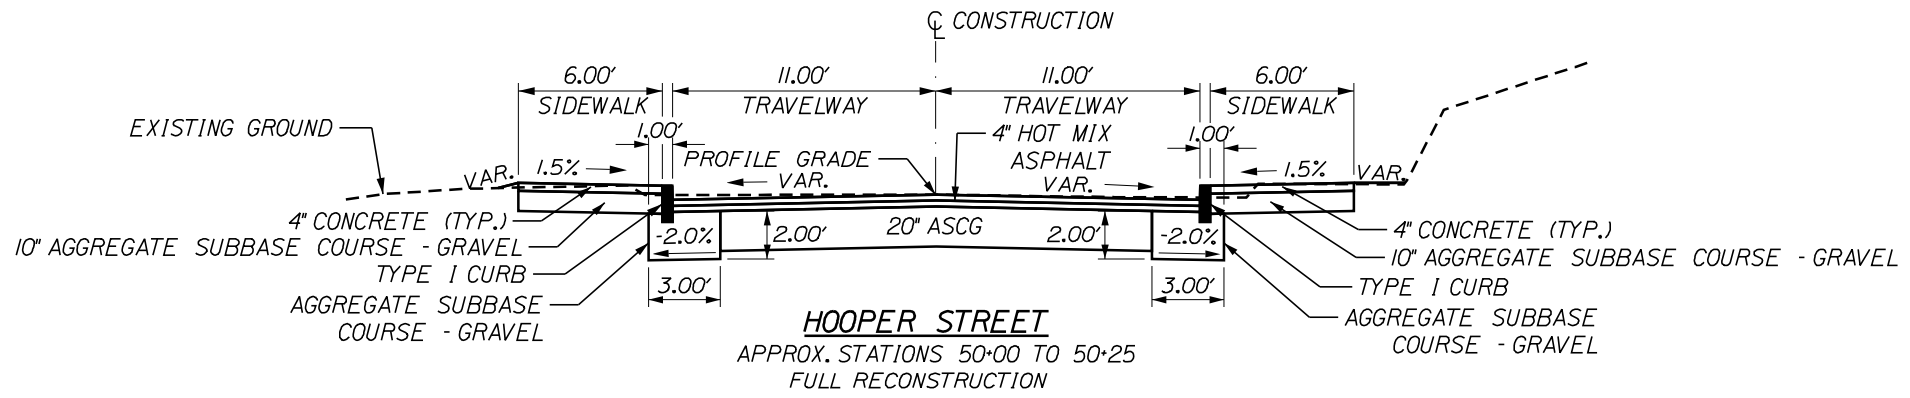 ℄ CONSTRUCTION
6.00' 11.00' 11.00' 6.00'
SIDEWALK TRAVELWAY TRAVELWAY SIDEWALK
EXISTING GROUND
1.00' 4" HOT MIX 1.00'
ASPHALT
PROFILE GRADE
VAR. 1.5% VAR. VAR. 1.5% VAR.
4" CONCRETE (TYP.)
10" AGGREGATE SUBBASE COURSE - GRAVEL
TYPE I CURB
AGGREGATE SUBBASE
COURSE - GRAVEL
-2.0% 2.00' 20" ASCG 2.00' -2.0%
3.00' 3.00'
4" CONCRETE (TYP.)
10" AGGREGATE SUBBASE COURSE - GRAVEL
TYPE I CURB
AGGREGATE SUBBASE
COURSE - GRAVEL
HOOPER STREET
APPROX. STATIONS 50+00 TO 50+25
FULL RECONSTRUCTION